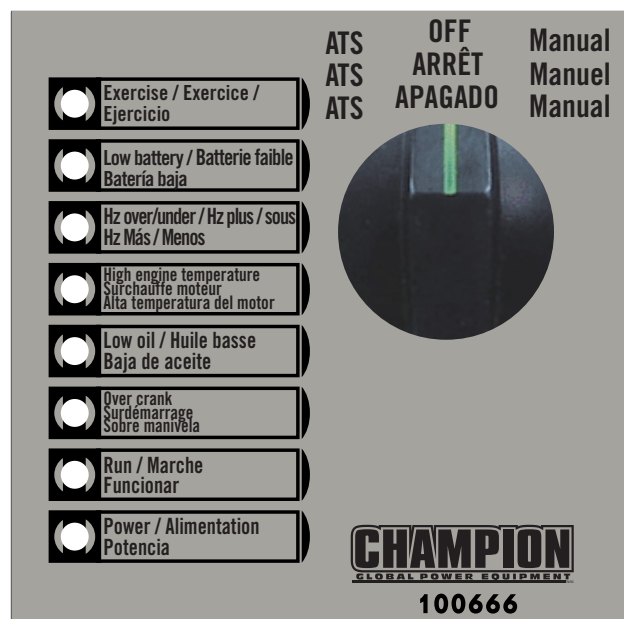 ATS
ATS
ATS
OFF
ARRÊT
APAGADO
Manual
Manuel
Manual
Exercise / Exercice /
Ejercicio
Low battery / Batterie faible
Batería baja
Hz over/under / Hz plus / sous
Hz Más / Menos
High engine temperature
Surchauffe moteur
Alta temperatura del motor
Low oil / Huile basse
Baja de aceite
Over crank
Surdémarrage
Sobre manivela
Run / Marche
Funcionar
Power / Alimentation
Potencia
CHAMPION
GLOBAL POWER EQUIPMENT
100666